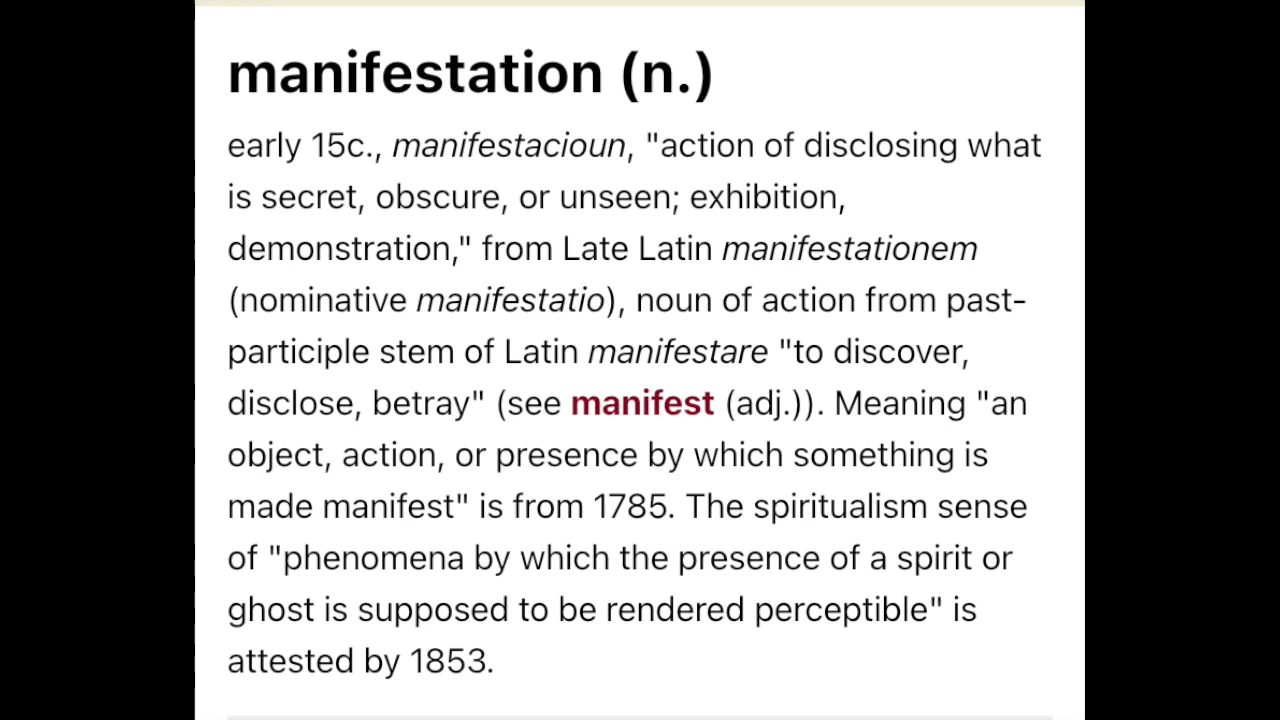 manifestation (n.)
early 15c., manifestacioun, "action of disclosing what
is secret, obscure, or unseen; exhibition,
demonstration," from Late Latin manifestationem
(nominative manifestatio), noun of action from past-
participle stem of Latin manifestare "to discover,
disclose, betray" (see manifest (adj.)). Meaning "an
object, action, or presence by which something is
made manifest" is from 1785. The spiritualism sense
of "phenomena by which the presence of a spirit or
ghost is supposed to be rendered perceptible" is
attested by 1853.